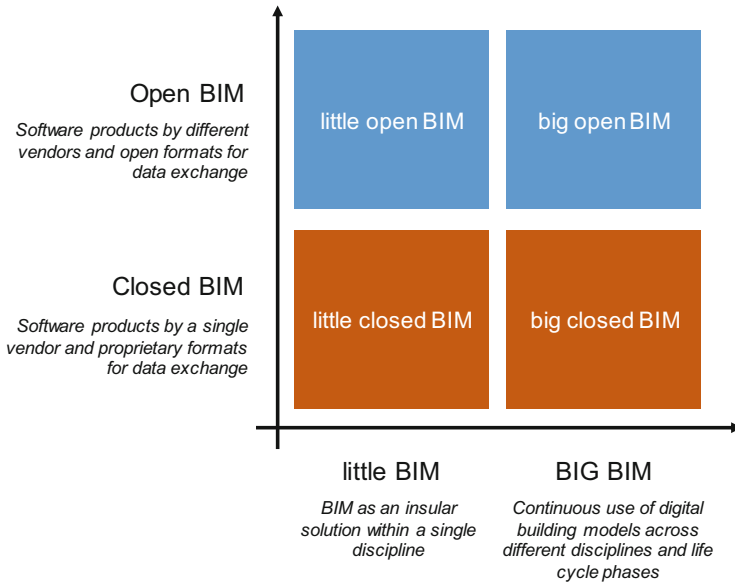 Open BIM
Software products by different
vendors and open formats for
data exchange
little open BIM
big open BIM
Closed BIM
Software products by a single
vendor and proprietary formats
for data exchange
little closed BIM
big closed BIM
little BIM
BIM as an insular
solution within a single
discipline
BIG BIM
Continuous use of digital
building models across
different disciplines and life
cycle phases